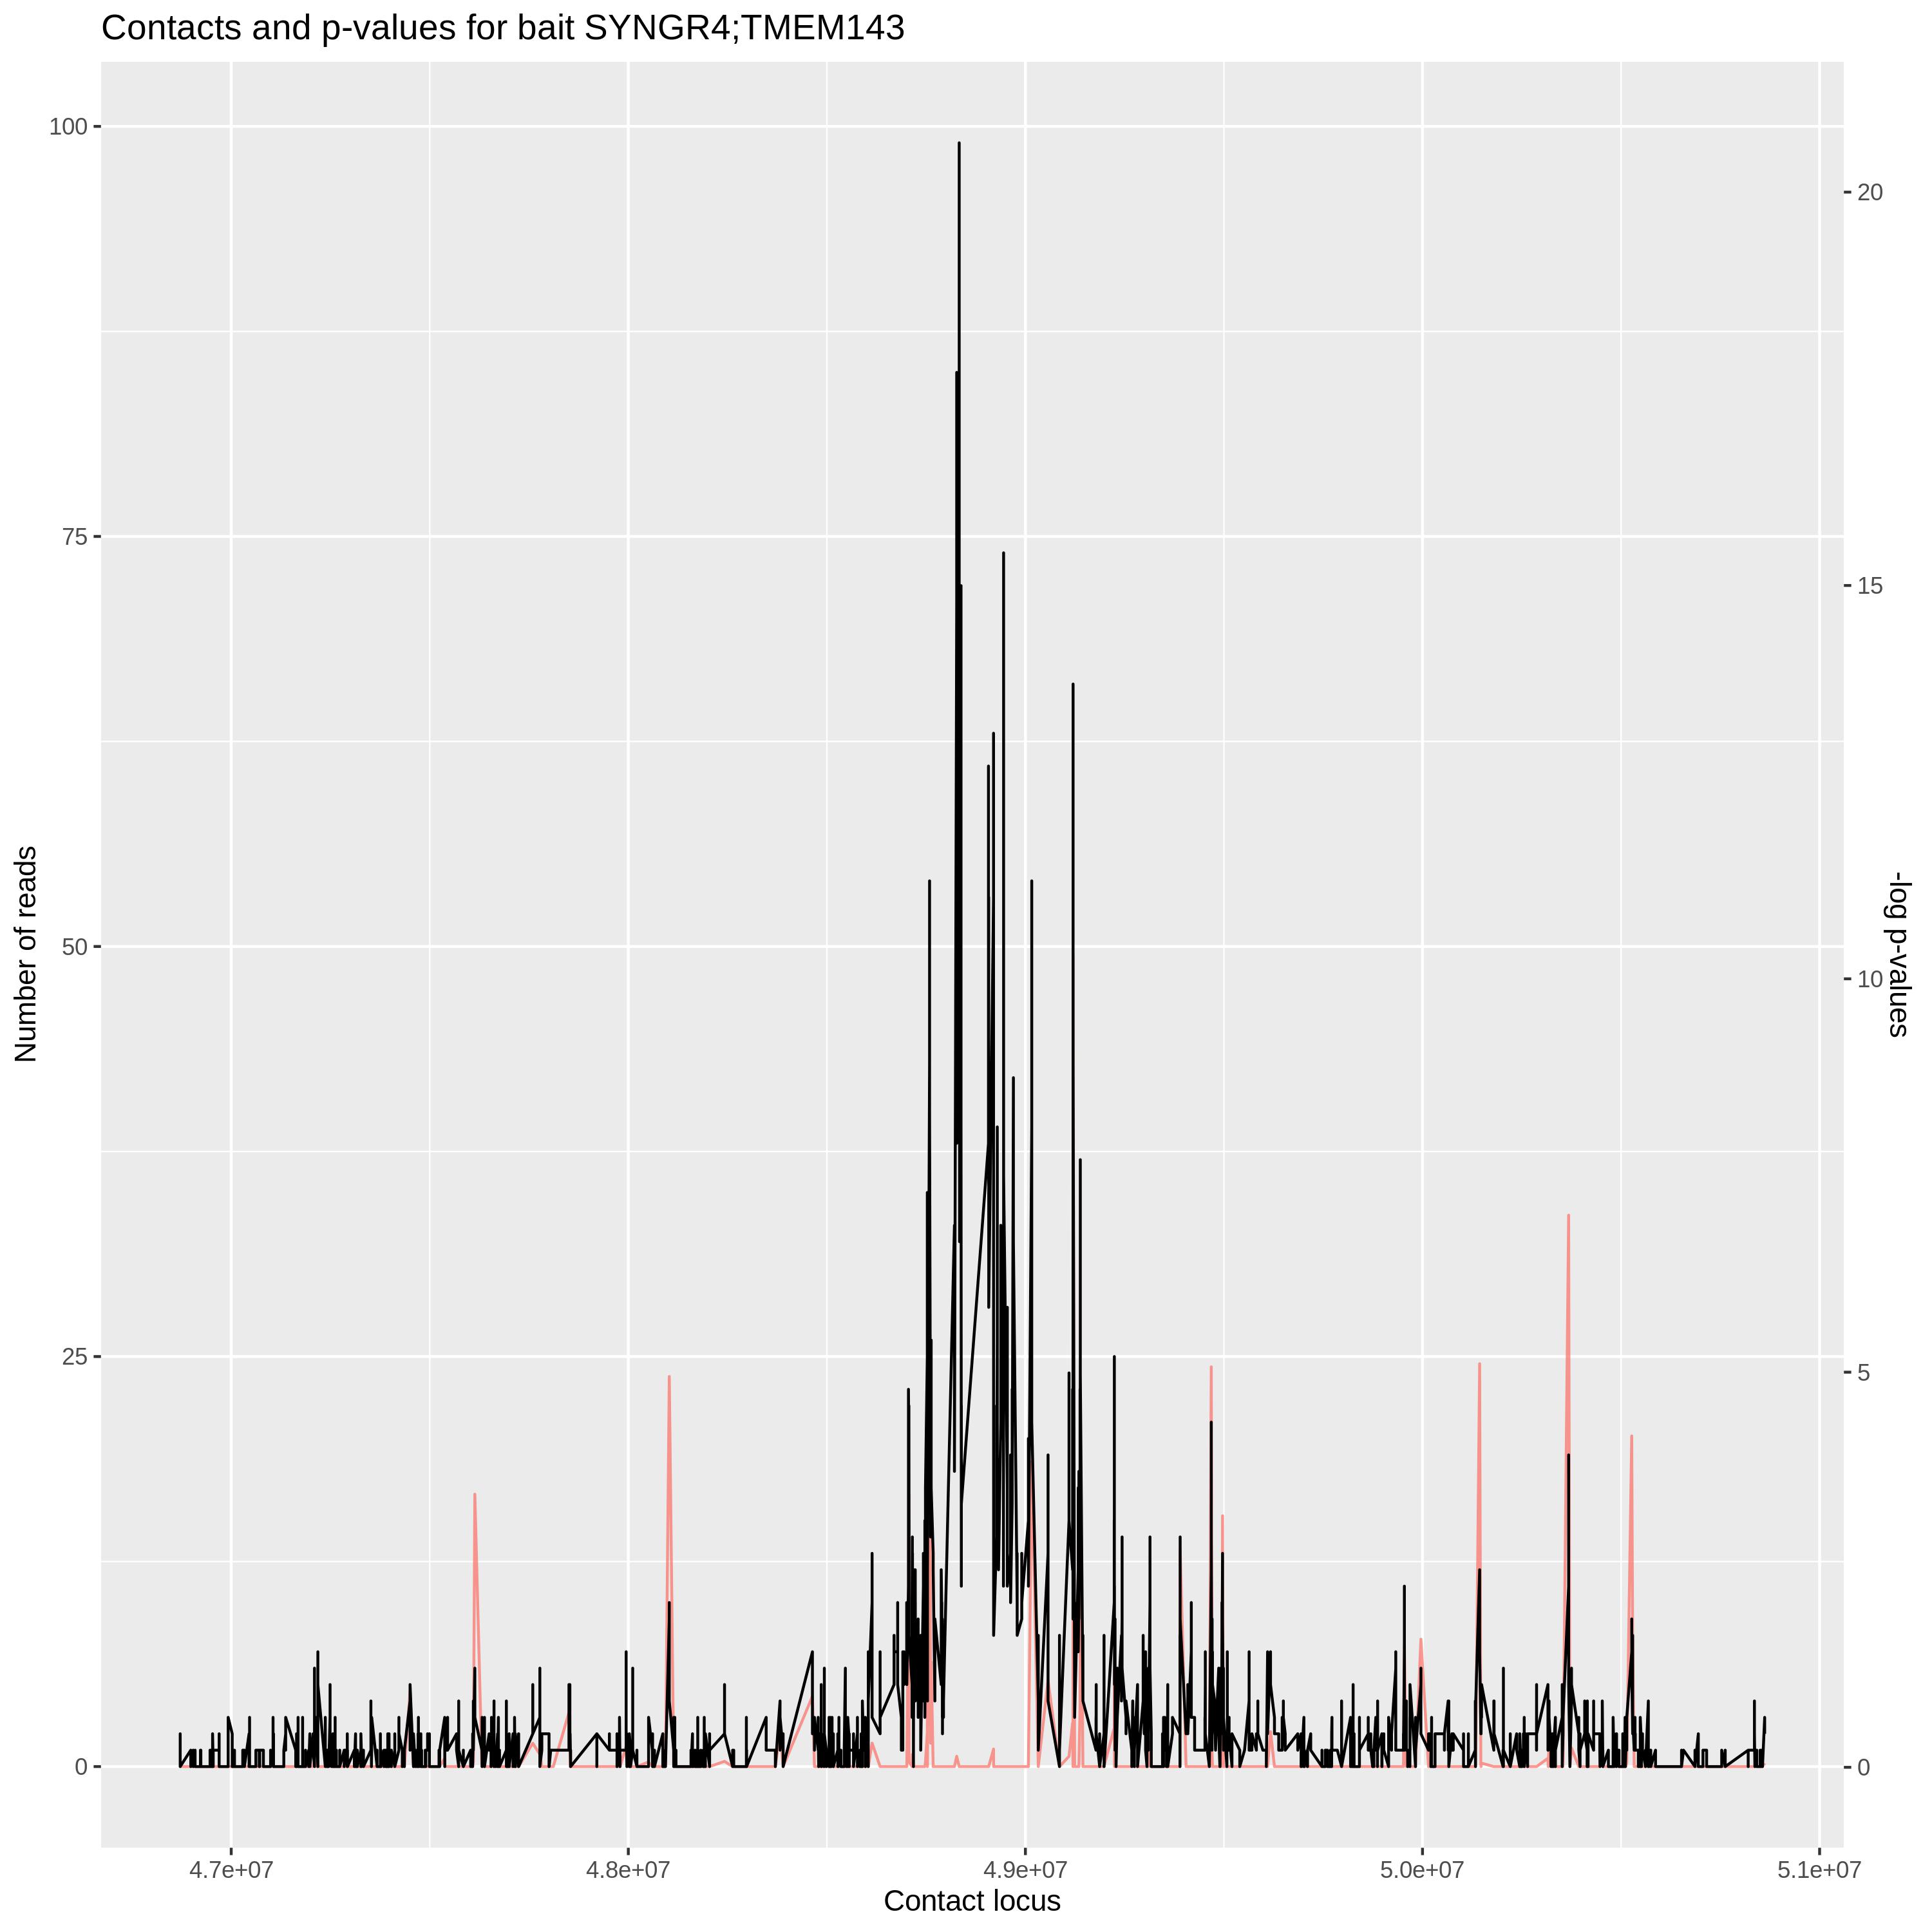 Contacts and p-values for bait SYNGR4;TMEM143
100
75
50
25
0
20
15
10
5
0
Number of reads
-log p-values
4.7e+07
4.8e+07
4.9e+07
5.0e+07
5.1e+07
Contact locus